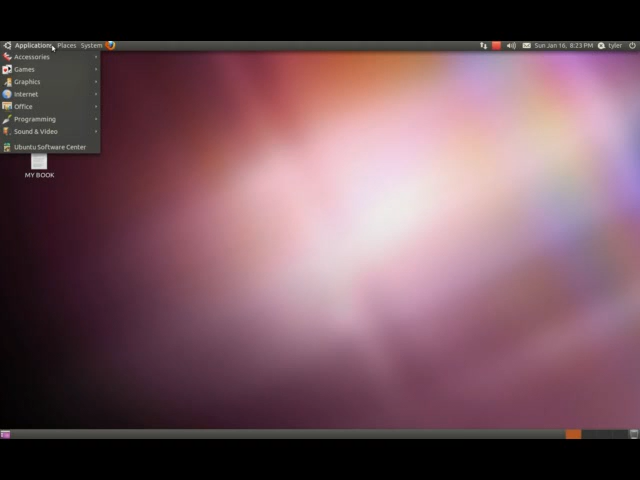 Applications Places System Sun Jan 16, 8:23 PM tyler
Accessories
Games
Graphics
Internet
Office
Programming
Sound & Video
Ubuntu Software Center
MY BOOK